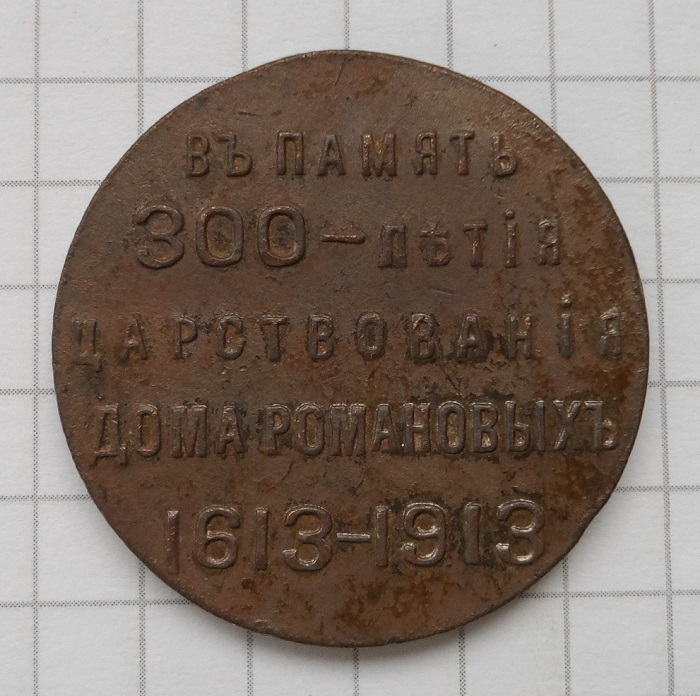 ВЪ ПАМЯТЬ
300-ЛѢТІЯ
ЦАРСТВОВАНІЯ
ДОМА РОМАНОВЫХЪ
1613-1913